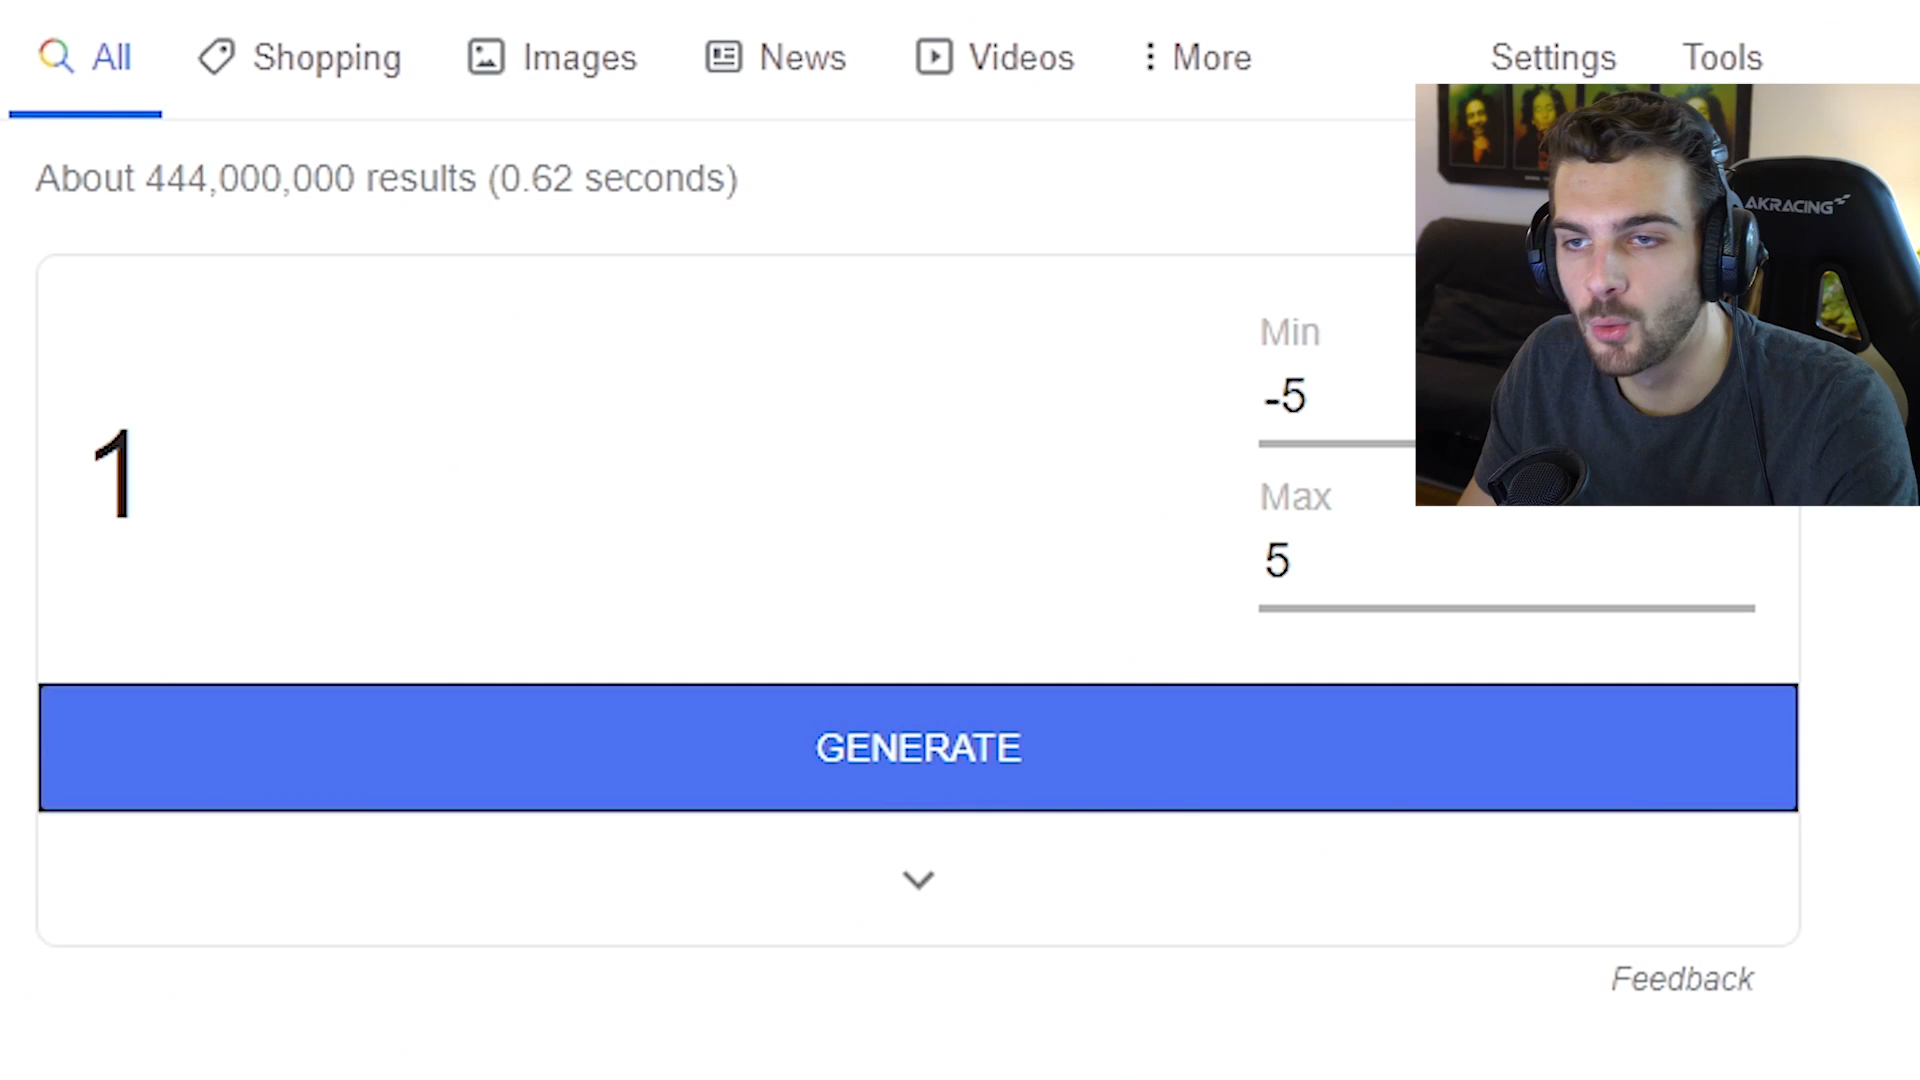 All Shopping Images News Videos More Settings Tools
About 444,000,000 results (0.62 seconds)
AKRACING
Min
-5
1
Max
5
GENERATE
Feedback